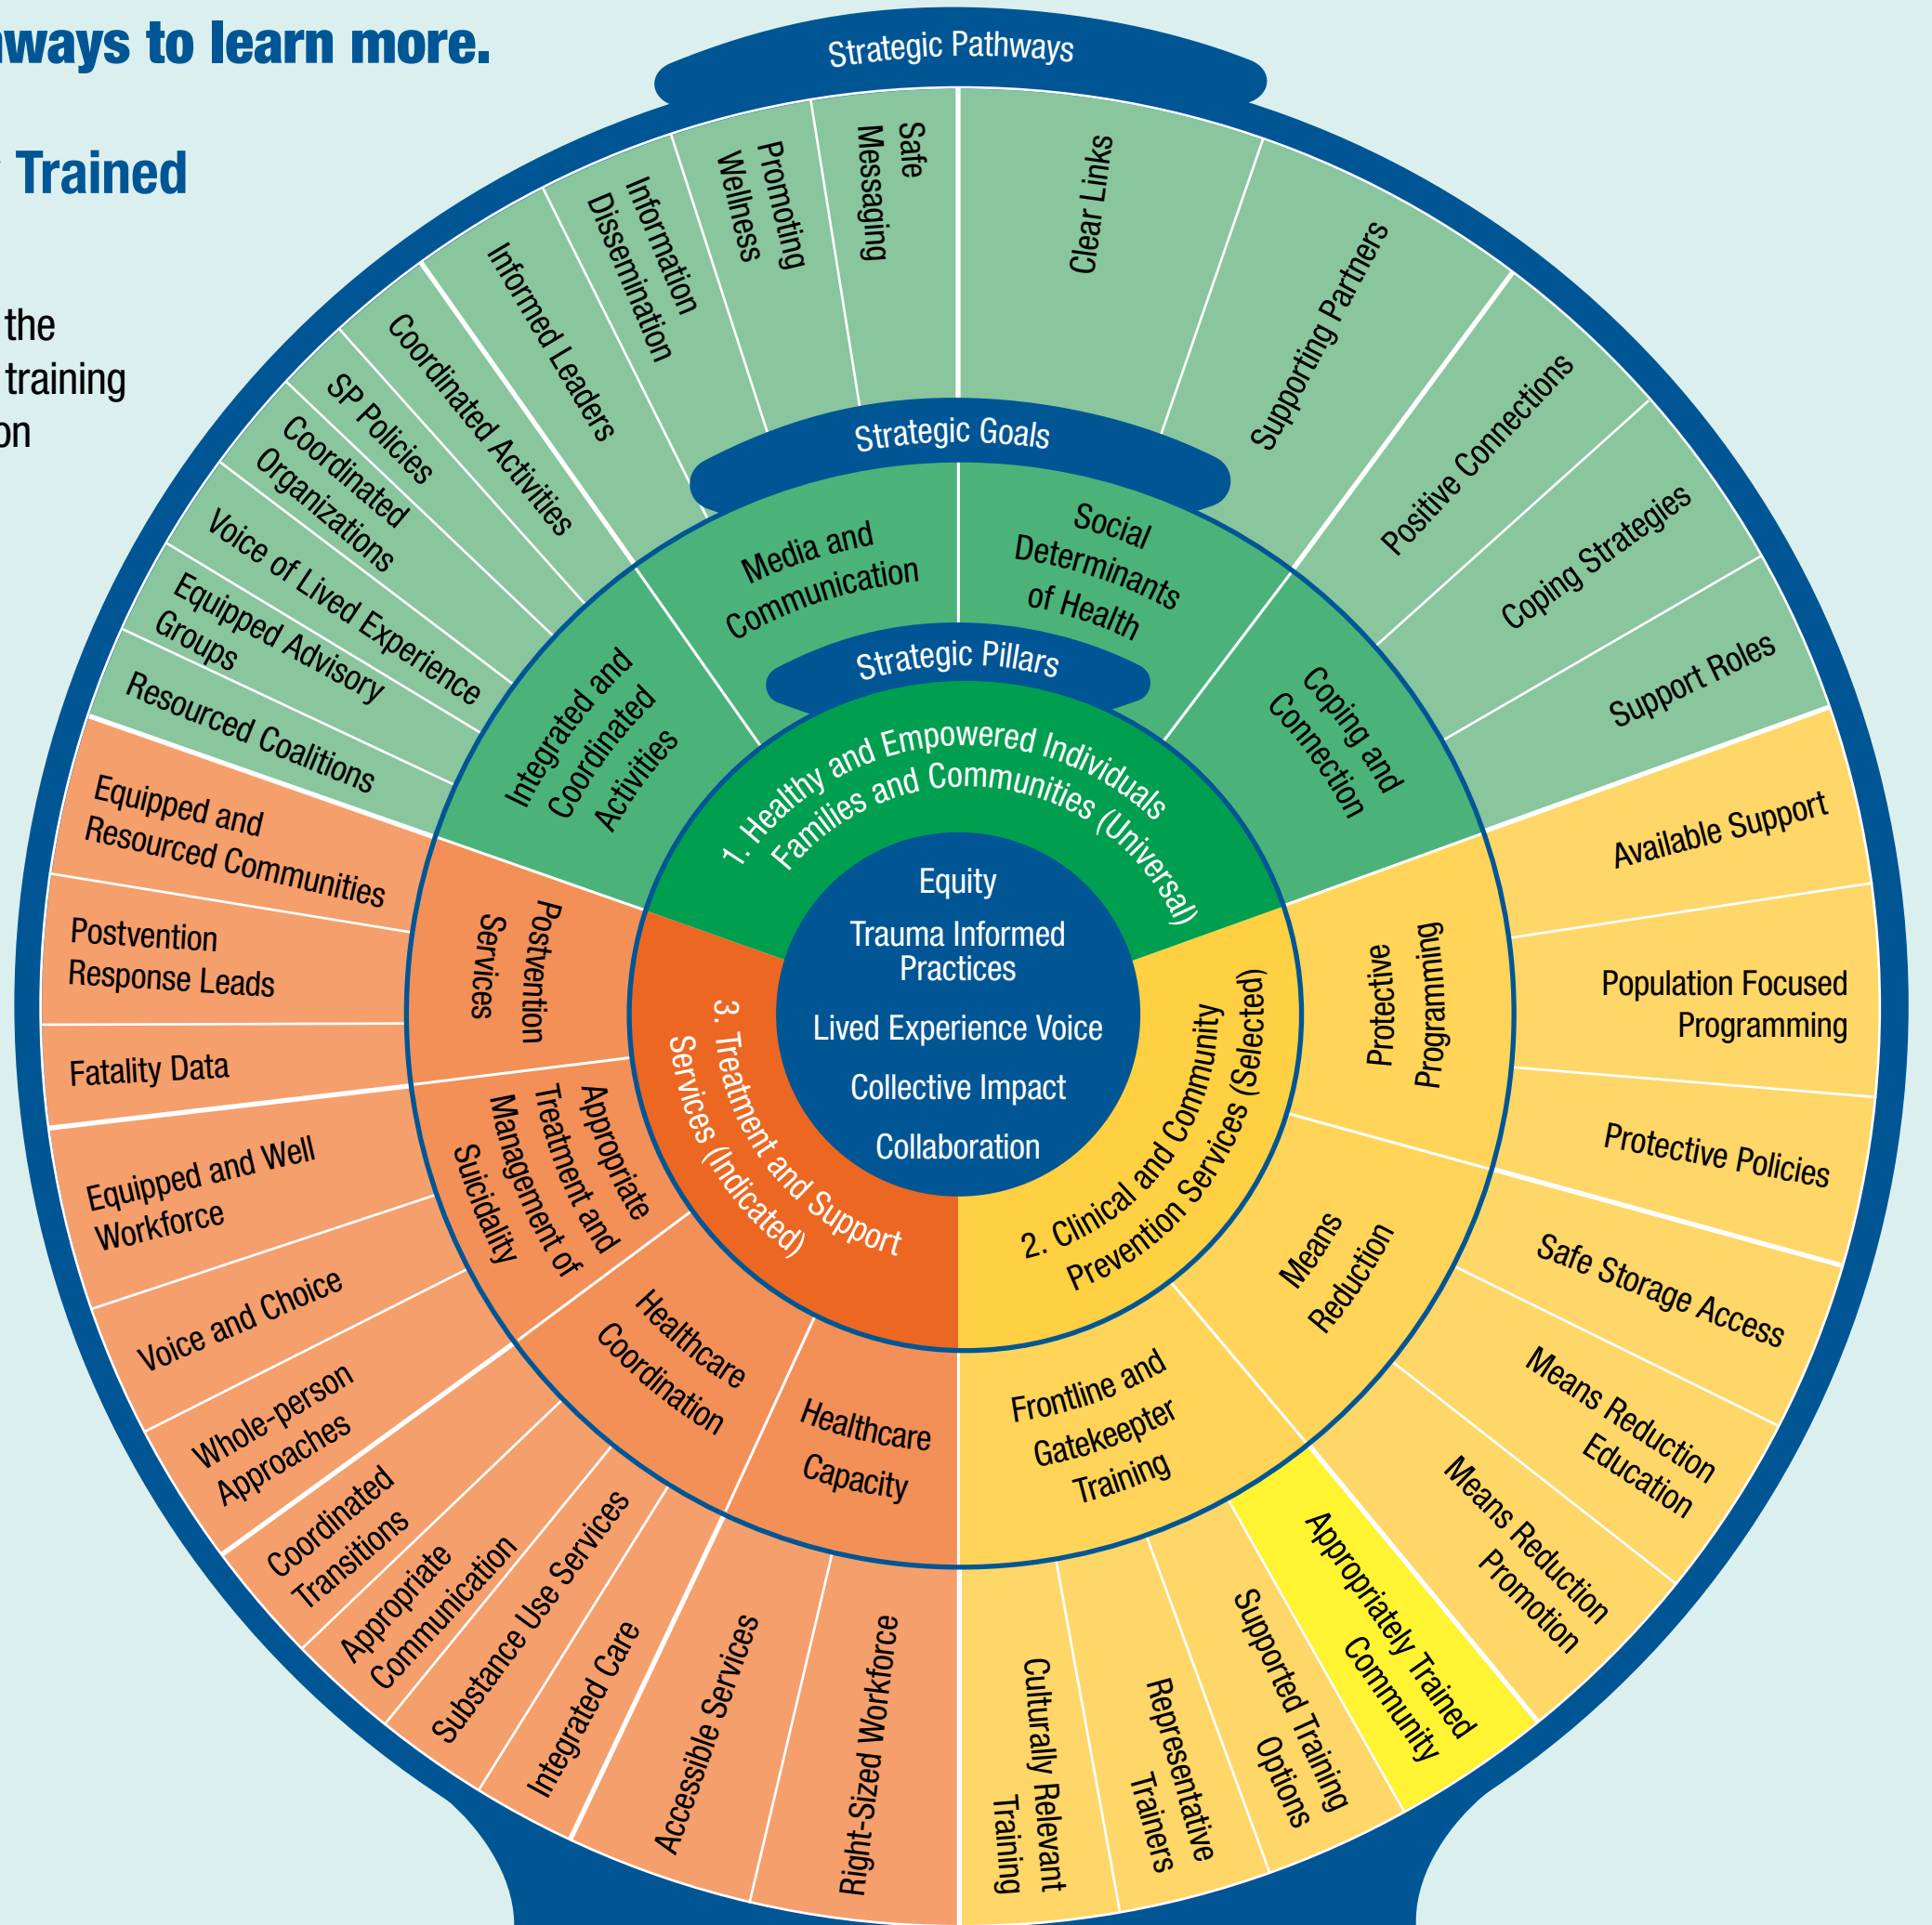 ways to learn more.
Trained
the
training
on
Strategic Pathways
Safe
Messaging
Promoting
Wellness
Information
Dissemination
Informed Leaders
Coordinated Activities
SP Policies
Coordinated
Organizations
Voice of Lived Experience
Equipped Advisory
Groups
Resourced Coalitions
Clear Links
Supporting Partners
Positive Connections
Coping Strategies
Support Roles
Strategic Goals
Media and
Communication
Social
Determinants
of Health
Integrated and
Coordinated
Activities
Coping and
Connection
Strategic Pillars
1. Healthy and Empowered Individuals
Families and Communities (Universal)
Equity
Trauma Informed
Practices
Lived Experience Voice
Collective Impact
Collaboration
2. Clinical and Community
Prevention Services (Selected)
Protective
Programming
Means
Reduction
Frontline and
Gatekeeper
Training
Available Support
Population Focused
Programming
Protective Policies
Safe Storage Access
Means Reduction
Education
Means Reduction
Promotion
Appropriately Trained
Community
Supported Training
Options
Representative
Trainers
Culturally Relevant
Training
3. Treatment and Support
Services (Indicated)
Postvention
Services
Appropriate
Treatment and
Management of
Suicidality
Healthcare
Coordination
Healthcare
Capacity
Equipped and
Resourced Communities
Postvention
Response Leads
Fatality Data
Equipped and Well
Workforce
Voice and Choice
Whole-person
Approaches
Coordinated
Transitions
Appropriate
Communication
Substance Use Services
Integrated Care
Accessible Services
Right-Sized Workforce